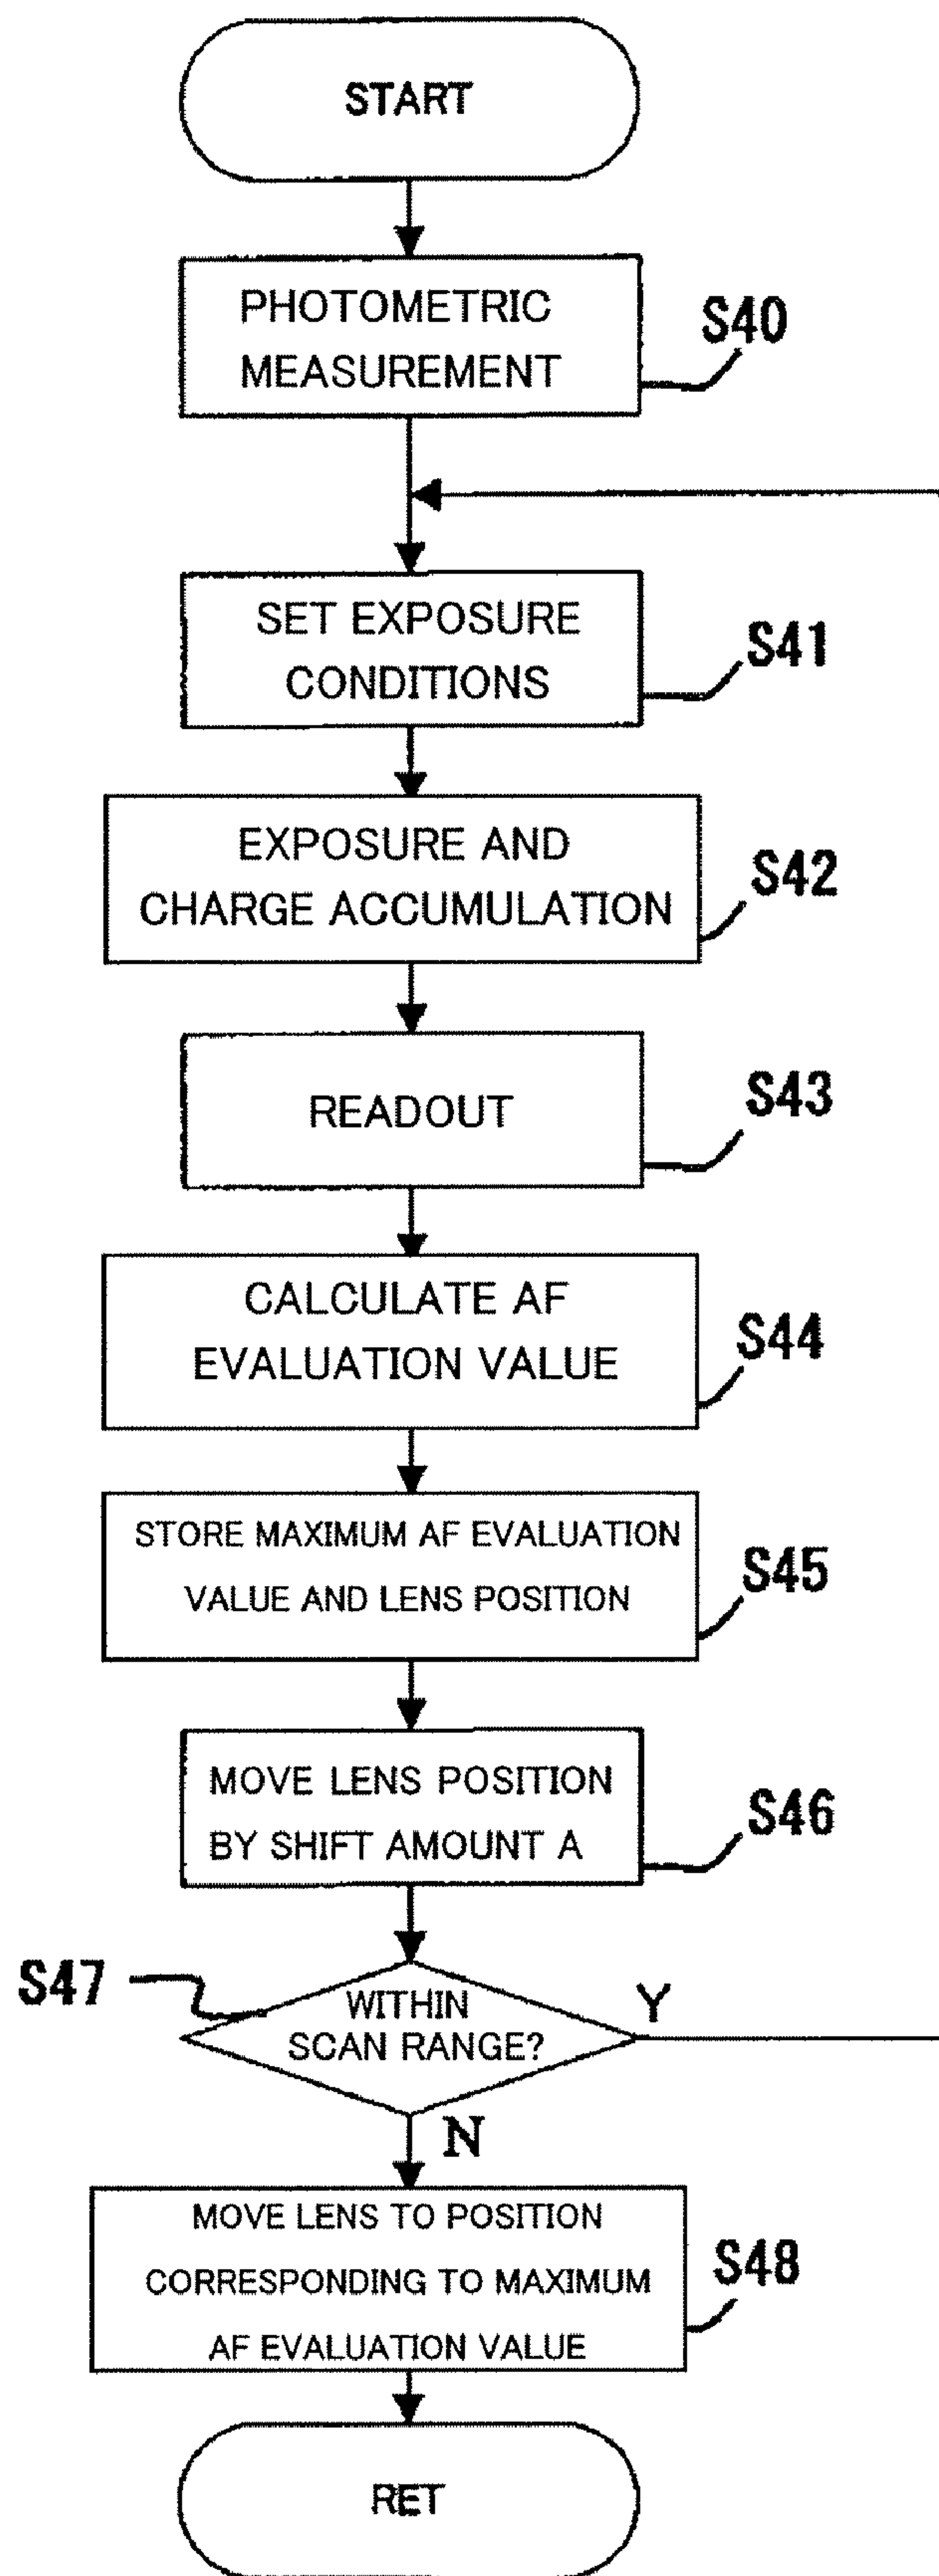 START
PHOTOMETRIC
MEASUREMENT
S40
SET EXPOSURE
CONDITIONS
S41
EXPOSURE AND
CHARGE ACCUMULATION
S42
READOUT
S43
CALCULATE AF
EVALUATION VALUE
S44
STORE MAXIMUM AF EVALUATION
VALUE AND LENS POSITION
S45
MOVE LENS POSITION
BY SHIFT AMOUNT A
S46
S47
WITHIN
SCAN RANGE?
Y
N
MOVE LENS TO POSITION
CORRESPONDING TO MAXIMUM
AF EVALUATION VALUE
S48
RET